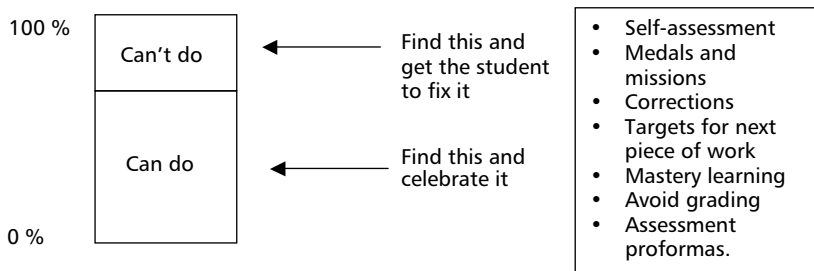 100 %
Can't do
Can do
0 %
Find this and
get the student
to fix it
Find this and
celebrate it
• Self-assessment
• Medals and
missions
• Corrections
• Targets for next
piece of work
• Mastery learning
• Avoid grading
• Assessment
proformas.